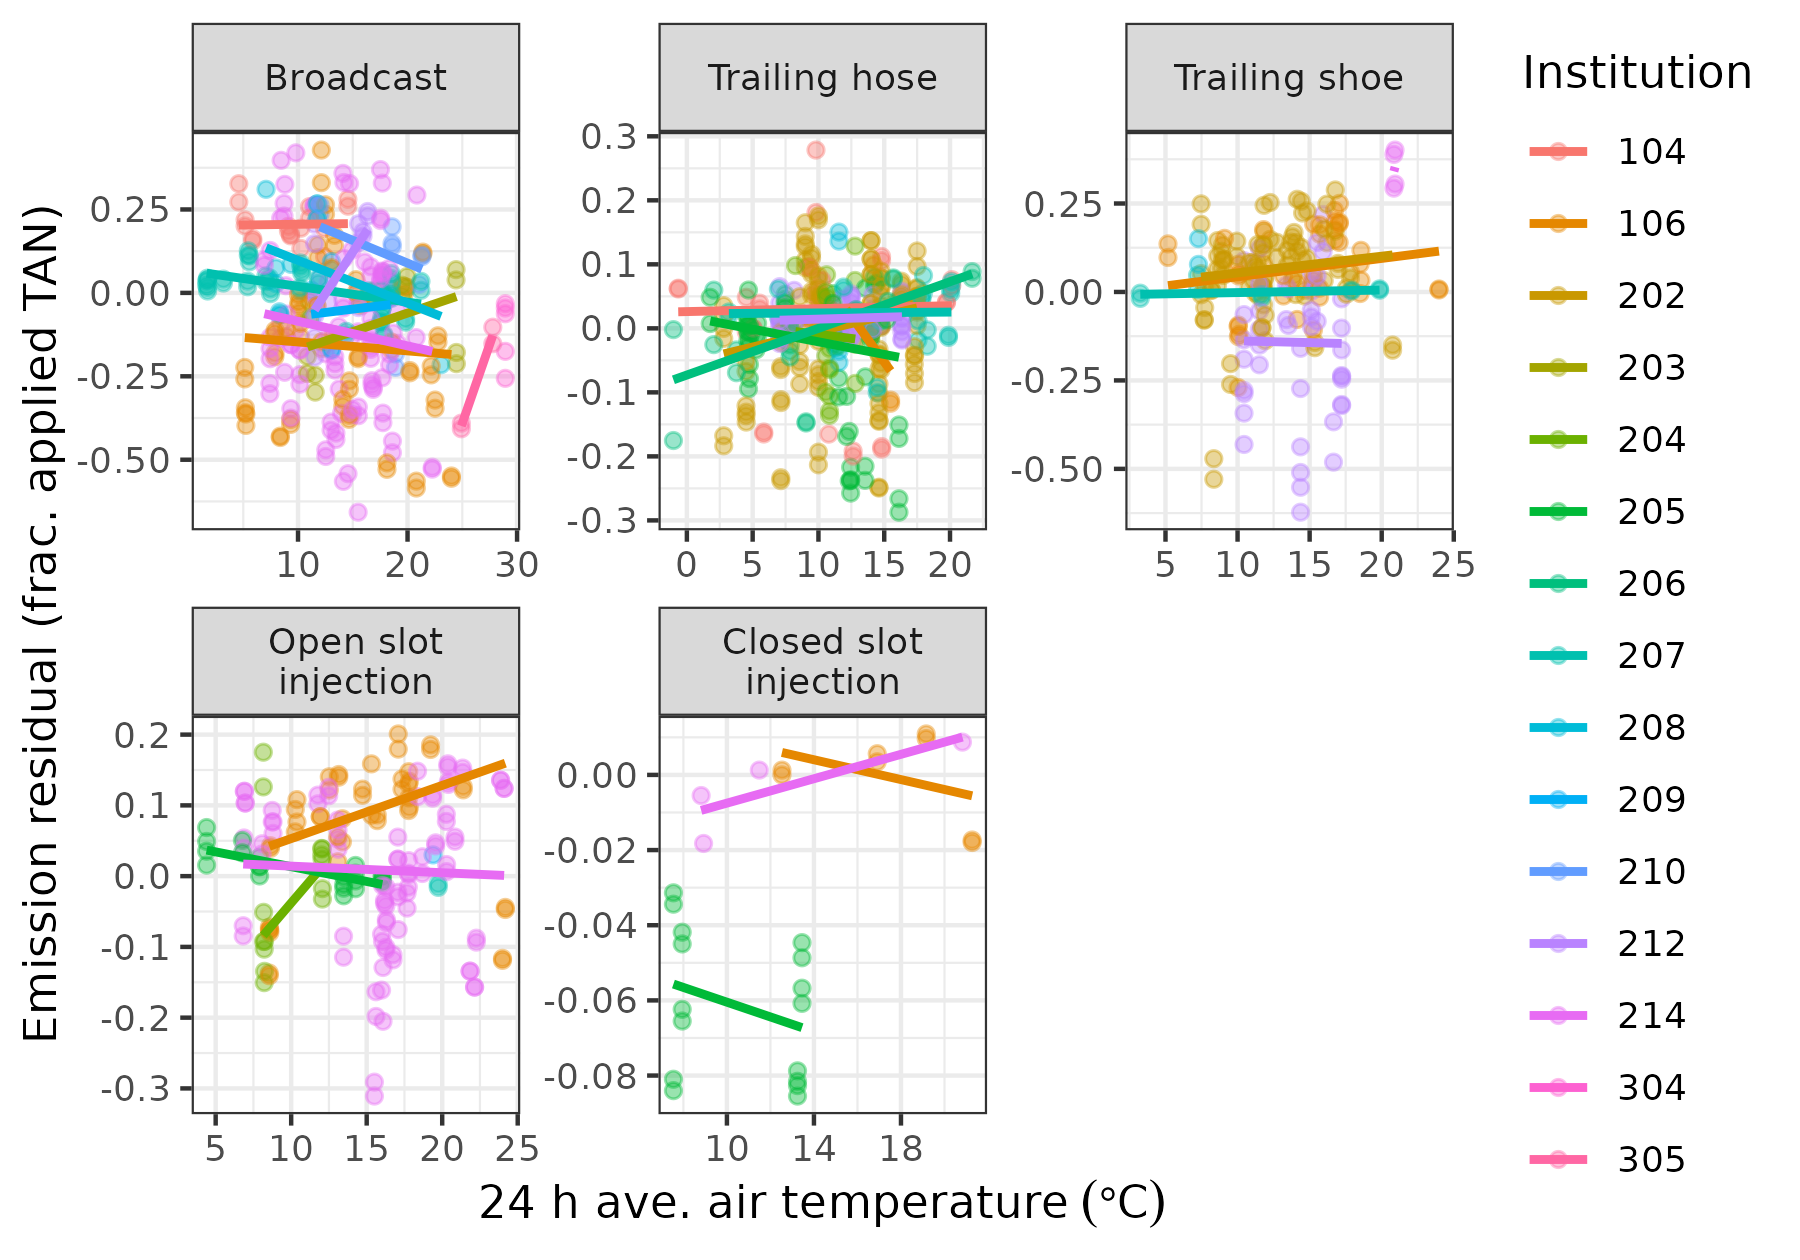 Broadcast
Trailing hose
Trailing shoe
Institution
104
106
202
203
204
205
206
207
208
209
210
212
214
304
305
Emission residual (frac. applied TAN)
0.25
0.00
-0.25
-0.50
10 20 30
0.3
0.2
0.1
0.0
-0.1
-0.2
-0.3
0 5 10 15 20
0.25
0.00
-0.25
-0.50
5 10 15 20 25
Open slot
injection
Closed slot
injection
0.2
0.1
0.0
-0.1
-0.2
-0.3
5 10 15 20 25
0.00
-0.02
-0.04
-0.06
-0.08
10 14 18
24 h ave. air temperature (°C)